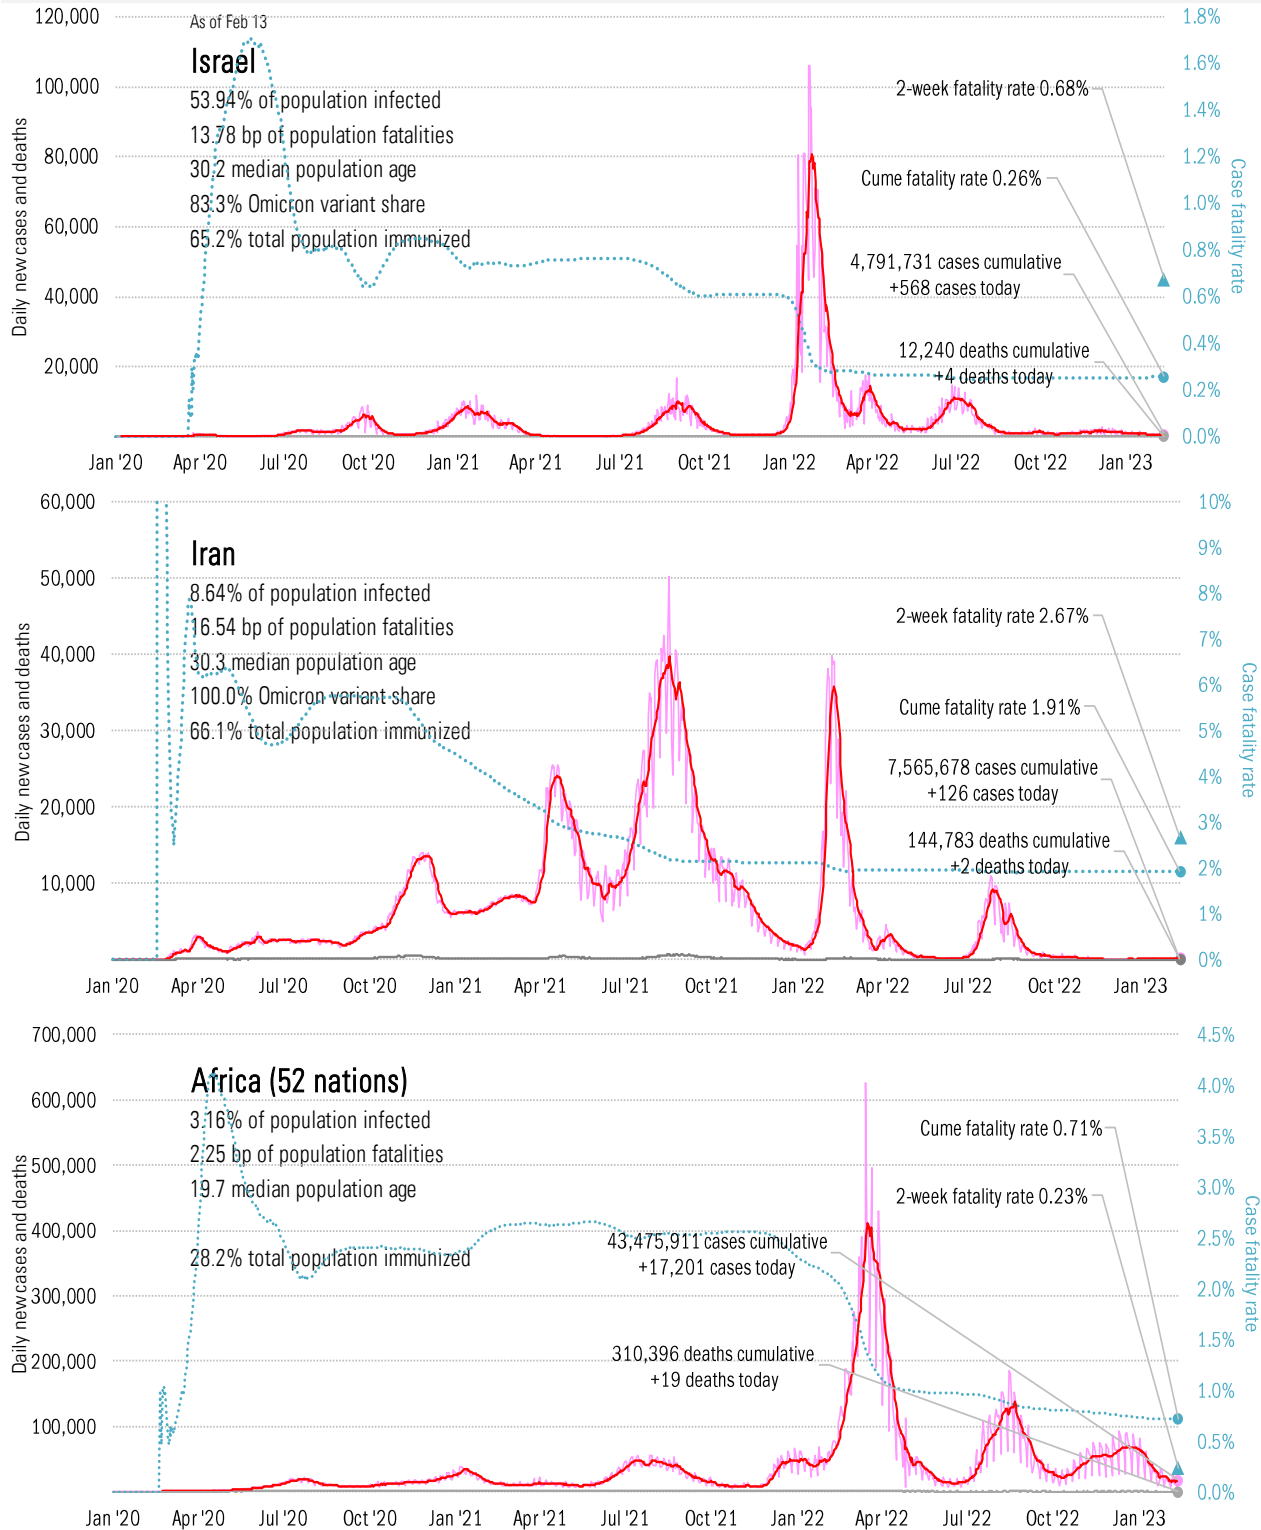 120,000
1.8%
As of Feb 13
Israel
1.6%
100,000
53.94% of population infected
2-week fatality rate 0.68%
1.4%
13.78 bp of population fatalities
80,000
1.2%
30.2 median population age
Cume fatality rate 0.26%
83.3% Omicron variant share
1.0%
60,000
65.2% total population immunized
0.8%
4,791,731 cases cumulative
+568 cases today
40,000
0.6%
12,240 deaths cumulative
+4 deaths today
0.4%
20,000
0.2%
0.0%
Daily new cases and deaths
Case fatality rate
Jan '20 Apr '20 Jul '20 Oct '20 Jan '21 Apr '21 Jul '21 Oct '21 Jan '22 Apr '22 Jul '22 Oct '22 Jan '23
60,000
10%
Iran
9%
50,000
8.64% of population infected
8%
2-week fatality rate 2.67%
16.54 bp of population fatalities
7%
40,000
30.3 median population age
100.0% Omicron variant share
6%
Cume fatality rate 1.91%
30,000
66.1% total population immunized
5%
7,565,678 cases cumulative
+126 cases today
4%
20,000
3%
144,783 deaths cumulative
+2 deaths today
2%
10,000
1%
0%
Daily new cases and deaths
Case fatality rate
Jan '20 Apr '20 Jul '20 Oct '20 Jan '21 Apr '21 Jul '21 Oct '21 Jan '22 Apr '22 Jul '22 Oct '22 Jan '23
700,000
4.5%
Africa (52 nations)
4.0%
600,000
3.16% of population infected
Cume fatality rate 0.71%
3.5%
2.25 bp of population fatalities
500,000
19.7 median population age
2-week fatality rate 0.23%
3.0%
400,000
2.5%
28.2% total population immunized
43,475,911 cases cumulative
+17,201 cases today
2.0%
300,000
1.5%
310,396 deaths cumulative
+19 deaths today
200,000
1.0%
100,000
0.5%
0.0%
Daily new cases and deaths
Case fatality rate
Jan '20 Apr '20 Jul '20 Oct '20 Jan '21 Apr '21 Jul '21 Oct '21 Jan '22 Apr '22 Jul '22 Oct '22 Jan '23